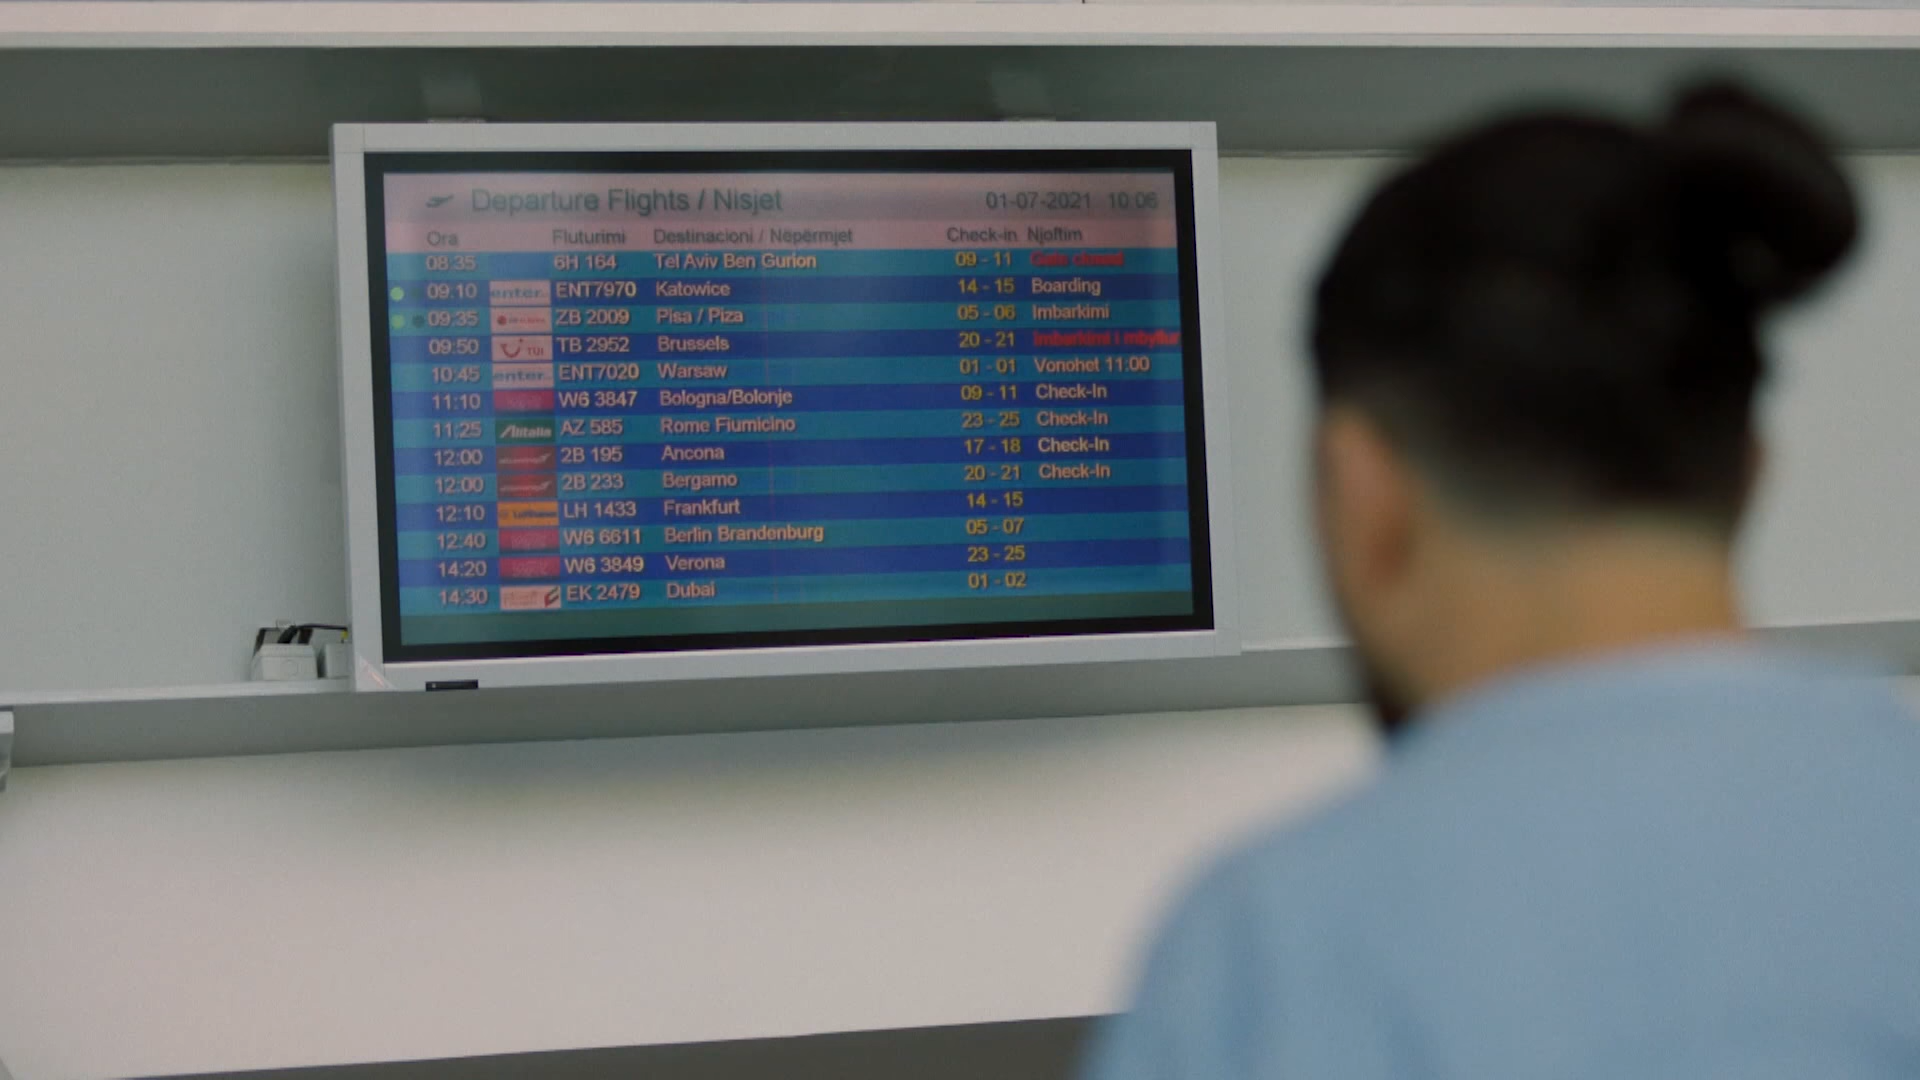 Departure Flights / Nisjet 01-07-2021 10:06
Ora Fluturimi Destinacioni / Nëpërmjet Check-in Njoftim
08:35 6H 164 Tel Aviv Ben Gurion 09 - 11 Gate closed
09:10 enter. ENT7970 Katowice 14 - 15 Boarding
09:35 ZB 2009 Pisa / Piza 05 - 06 Imbarkimi
09:50 TUI TB 2952 Brussels 20 - 21 Imbarkimi i mbyllur
10:45 enter. ENT7020 Warsaw 01 - 01 Vonohet 11:00
11:10 W6 3847 Bologna/Bolonje 09 - 11 Check-In
11:25 Alitalia AZ 585 Rome Fiumicino 23 - 25 Check-In
12:00 2B 195 Ancona 17 - 18 Check-In
12:00 2B 233 Bergamo 20 - 21 Check-In
12:10 Lufthansa LH 1433 Frankfurt 14 - 15
12:40 W6 6611 Berlin Brandenburg 05 - 07
14:20 W6 3849 Verona 23 - 25
14:30 EK 2479 Dubai 01 - 02